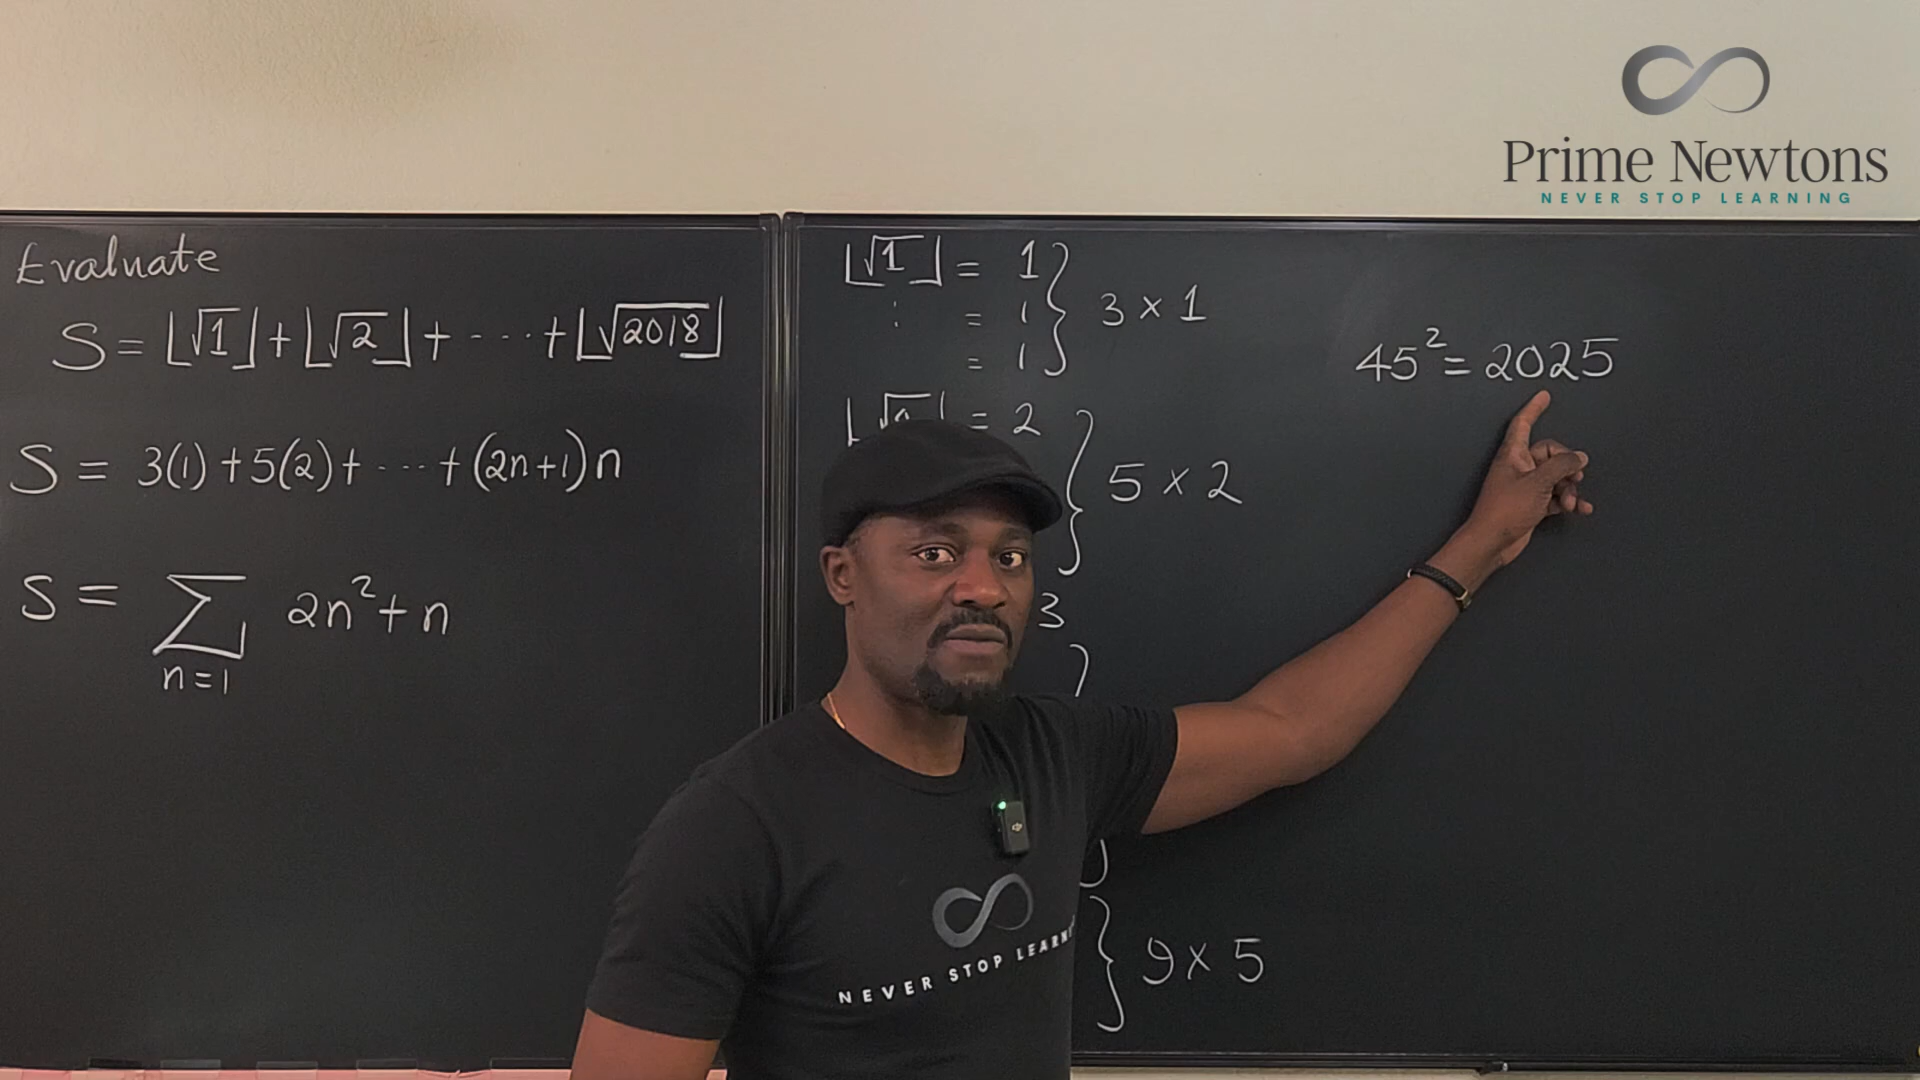 Prime Newtons
NEVER STOP LEARNING
Evaluate
S = ⌊√1⌋ + ⌊√2⌋ + ⋯ + ⌊√2018⌋
S = 3(1) + 5(2) + ⋯ + (2n+1)n
S = ∑ 2n² + n
n=1
⌊√1⌋ = 1
⋮ = 1
= 1
} 3 × 1
= 2
} 5 × 2
3
} 9 × 5
45² = 2025
NEVER STOP